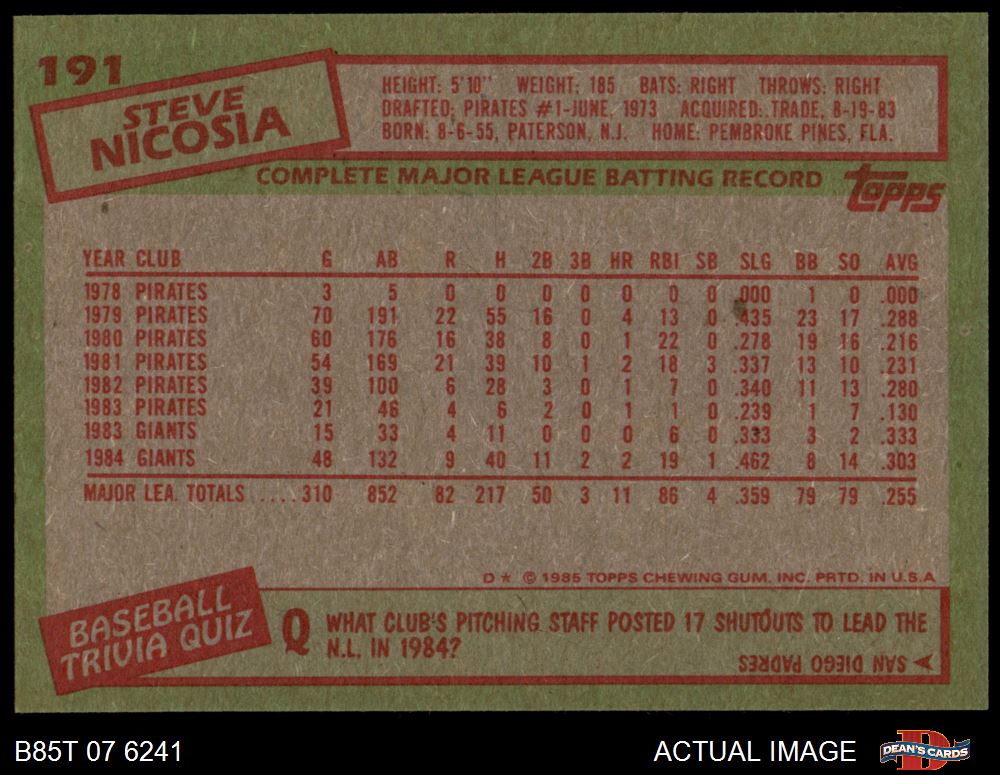 191
STEVE
NICOSIA
HEIGHT: 5'10" WEIGHT: 185 BATS: RIGHT THROWS: RIGHT
DRAFTED: PIRATES #1-JUNE, 1973 ACQUIRED: TRADE, 8-19-83
BORN: 8-6-55, PATERSON, N.J. HOME: PEMBROKE PINES, FLA.
COMPLETE MAJOR LEAGUE BATTING RECORD
topps
YEAR CLUB G AB R H 2B 3B HR RBI SB SLG BB SO AVG
1978 PIRATES 3 5 0 0 0 0 0 0 0 .000 1 0 .000
1979 PIRATES 70 191 22 55 16 0 4 13 0 .435 23 17 .288
1980 PIRATES 60 176 16 38 8 0 1 22 0 .278 19 16 .216
1981 PIRATES 54 169 21 39 10 1 2 18 3 .337 13 10 .231
1982 PIRATES 39 100 6 28 3 0 1 7 0 .340 11 13 .280
1983 PIRATES 21 46 4 6 2 0 1 1 0 .239 1 7 .130
1983 GIANTS 15 33 4 11 0 0 0 6 0 .333 3 2 .333
1984 GIANTS 48 132 9 40 11 2 2 19 1 .462 8 14 .303
MAJOR LEA. TOTALS ....310 852 82 217 50 3 11 86 4 .359 79 79 .255
D* © 1985 TOPPS CHEWING GUM, INC. PRTD. IN U.S.A.
BASEBALL
TRIVIA QUIZ
Q WHAT CLUB'S PITCHING STAFF POSTED 17 SHUTOUTS TO LEAD THE
N.L. IN 1984?
A SAN DIEGO PADRES
B85T 07 6241
ACTUAL IMAGE
D
DEAN'S CARDS